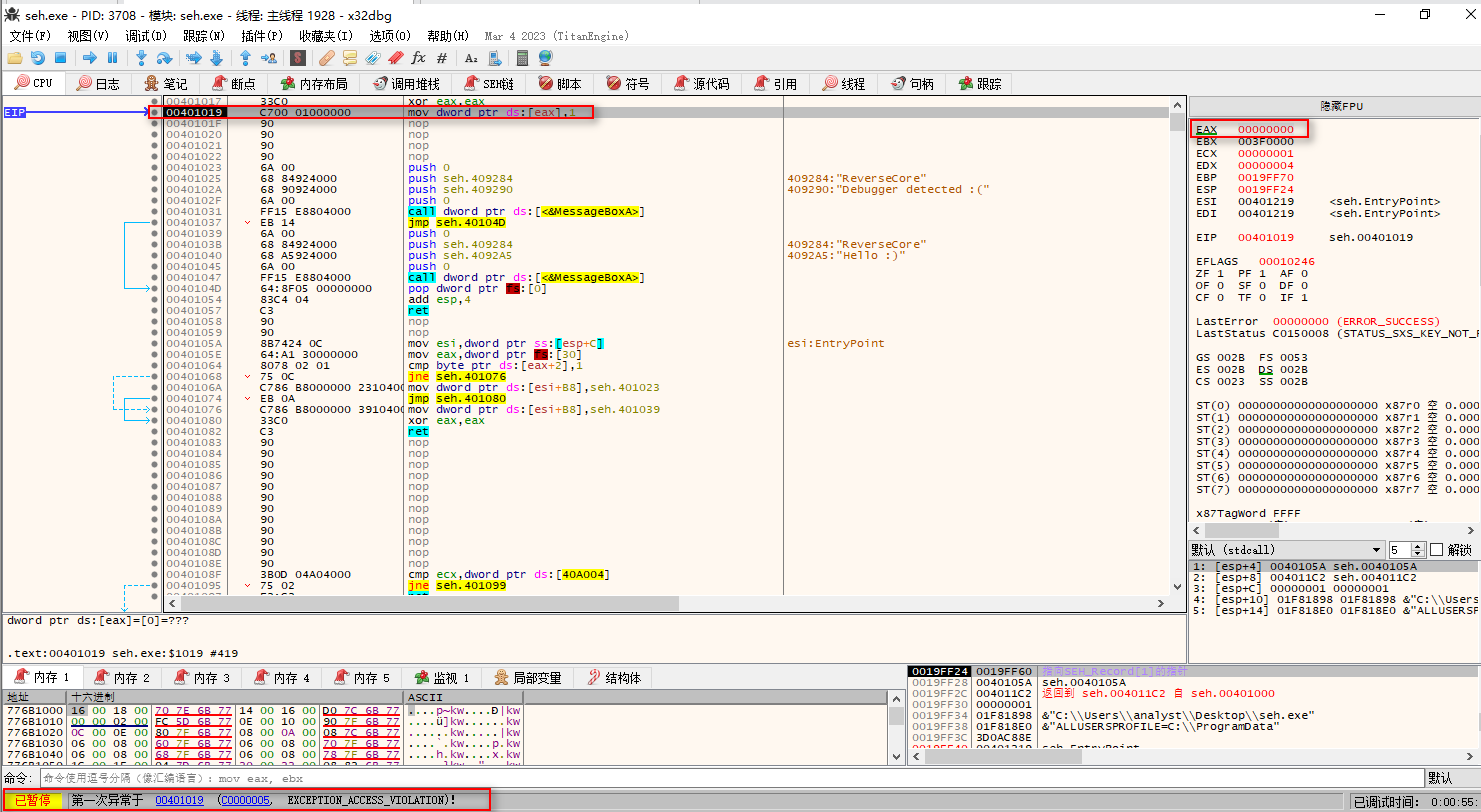 seh.exe - PID: 3708 - 模块: seh.exe - 线程: 主线程 1928 - x32dbg
文件(F) 视图(V) 调试(D) 跟踪(N) 插件(P) 收藏夹(I) 选项(O) 帮助(H) Mar 4 2023 (TitanEngine)
CPU 日志 笔记 断点 内存布局 调用堆栈 SEH链 脚本 符号 源代码 引用 线程 句柄 跟踪
EIP
00401017 33C0 xor eax,eax
00401019 C700 01000000 mov dword ptr ds:[eax],1
0040101F 90 nop
00401020 90 nop
00401021 90 nop
00401022 90 nop
00401023 6A 00 push 0
00401025 68 84924000 push seh.409284 409284:"ReverseCore"
0040102A 68 90924000 push seh.409290 409290:"Debugger detected :("
0040102F 6A 00 push 0
00401031 FF15 E8804000 call dword ptr ds:[<&MessageBoxA>]
00401037 EB 14 jmp seh.40104D
00401039 6A 00 push 0
0040103B 68 84924000 push seh.409284 409284:"ReverseCore"
00401040 68 A5924000 push seh.4092A5 4092A5:"Hello :)"
00401045 6A 00 push 0
00401047 FF15 E8804000 call dword ptr ds:[<&MessageBoxA>]
0040104D 64:8F05 00000000 pop dword ptr fs:[0]
00401054 83C4 04 add esp,4
00401057 C3 ret
00401058 90 nop
00401059 90 nop
0040105A 8B7424 0C mov esi,dword ptr ss:[esp+C] esi:EntryPoint
0040105E 64:A1 30000000 mov eax,dword ptr fs:[30]
00401064 8078 02 01 cmp byte ptr ds:[eax+2],1
00401068 75 0C jne seh.401076
0040106A C786 B8000000 23104000 mov dword ptr ds:[esi+B8],seh.401023
00401074 EB 0A jmp seh.401080
00401076 C786 B8000000 39104000 mov dword ptr ds:[esi+B8],seh.401039
00401080 33C0 xor eax,eax
00401082 C3 ret
00401083 90 nop
00401084 90 nop
00401085 90 nop
00401086 90 nop
00401087 90 nop
00401088 90 nop
00401089 90 nop
0040108A 90 nop
0040108B 90 nop
0040108C 90 nop
0040108D 90 nop
0040108E 90 nop
0040108F 3B0D 04A04000 cmp ecx,dword ptr ds:[40A004]
00401095 75 02 jne seh.401099
隐藏FPU
EAX 00000000
EBX 003F0000
ECX 00000001
EDX 00000004
EBP 0019FF70
ESP 0019FF24
ESI 00401219 <seh.EntryPoint>
EDI 00401219 <seh.EntryPoint>
EIP 00401019 seh.00401019
EFLAGS 00010246
ZF 1 PF 1 AF 0
OF 0 SF 0 DF 0
CF 0 TF 0 IF 1
LastError 00000000 (ERROR_SUCCESS)
LastStatus C0150008 (STATUS_SXS_KEY_NOT_F
GS 002B FS 0053
ES 002B DS 002B
CS 0023 SS 002B
ST(0) 00000000000000000000 x87r0 空 0.000
ST(1) 00000000000000000000 x87r1 空 0.000
ST(2) 00000000000000000000 x87r2 空 0.000
ST(3) 00000000000000000000 x87r3 空 0.000
ST(4) 00000000000000000000 x87r4 空 0.000
ST(5) 00000000000000000000 x87r5 空 0.000
ST(6) 00000000000000000000 x87r6 空 0.000
ST(7) 00000000000000000000 x87r7 空 0.000
x87TagWord FFFF
默认 (stdcall) 5 解锁
1: [esp+4] 0040105A seh.0040105A
2: [esp+8] 004011C2 seh.004011C2
3: [esp+C] 00000001 00000001
4: [esp+10] 01F81898 01F81898 &"C:\\Users
5: [esp+14] 01F818E0 01F818E0 &"ALLUSERSP
dword ptr ds:[eax]=[0]=???
.text:00401019 seh.exe:$1019 #419
内存 1 内存 2 内存 3 内存 4 内存 5 监视 1 局部变量 结构体
地址 十六进制 ASCII
776B1000 16 00 18 00 70 7E 6B 77 14 00 16 00 D0 7C 6B 77 ....p~kw....Ð|kw
776B1010 00 00 02 00 FC 5D 6B 77 0E 00 10 00 90 7F 6B 77 ....ü]kw......kw
776B1020 0C 00 0E 00 80 7F 6B 77 08 00 0A 00 08 7C 6B 77 ......kw.....|kw
776B1030 06 00 08 00 60 7F 6B 77 06 00 08 00 70 7F 6B 77 ....`.kw....p.kw
776B1040 06 00 08 00 68 7F 6B 77 06 00 08 00 78 7F 6B 77 ....h.kw....x.kw
0019FF24 0019FF60 指向SEH_Record[1]的指针
0019FF28 0040105A seh.0040105A
0019FF2C 004011C2 返回到 seh.004011C2 自 seh.00401000
0019FF30 00000001
0019FF34 01F81898 &"C:\\Users\\analyst\\Desktop\\seh.exe"
0019FF38 01F818E0 &"ALLUSERSPROFILE=C:\\ProgramData"
0019FF3C 3D0AC88E
0019FF40 00401219 seh.EntryPoint
命令: 命令使用逗号分隔（像汇编语言）: mov eax, ebx 默认
已暂停 第一次异常于 00401019 (C0000005, EXCEPTION_ACCESS_VIOLATION)! 已调试时间: 0:00:55